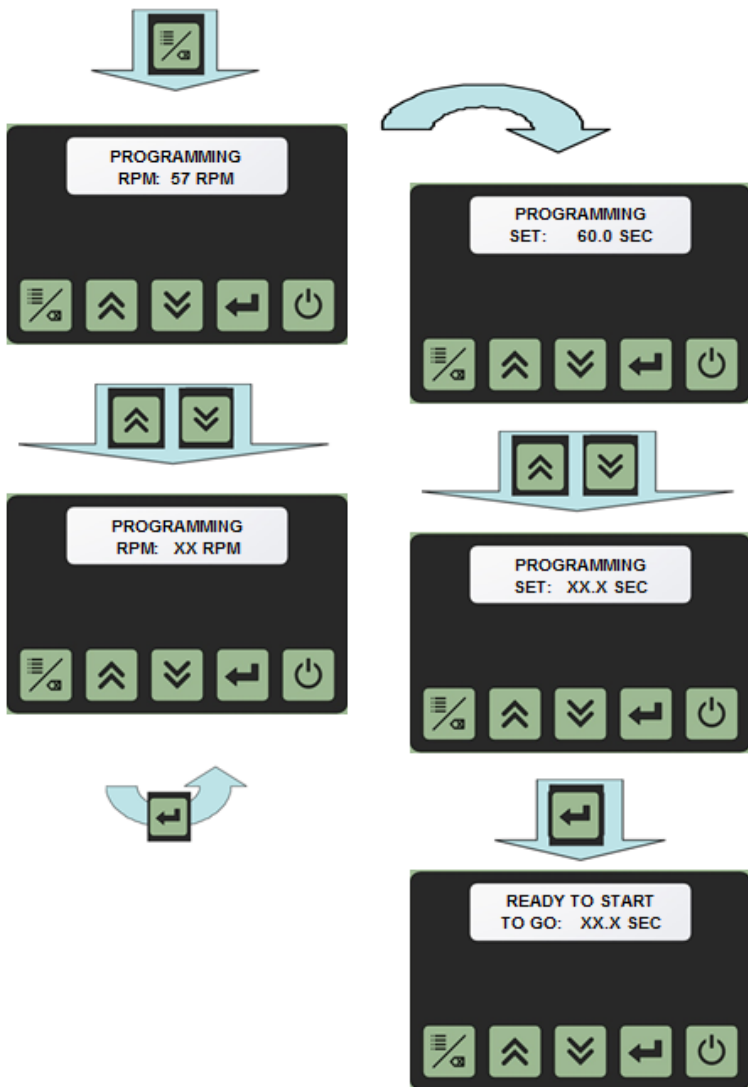 PROGRAMMING
RPM: 57 RPM
PROGRAMMING
RPM: XX RPM
PROGRAMMING
SET: 60.0 SEC
PROGRAMMING
SET: XX.X SEC
READY TO START
TO GO: XX.X SEC